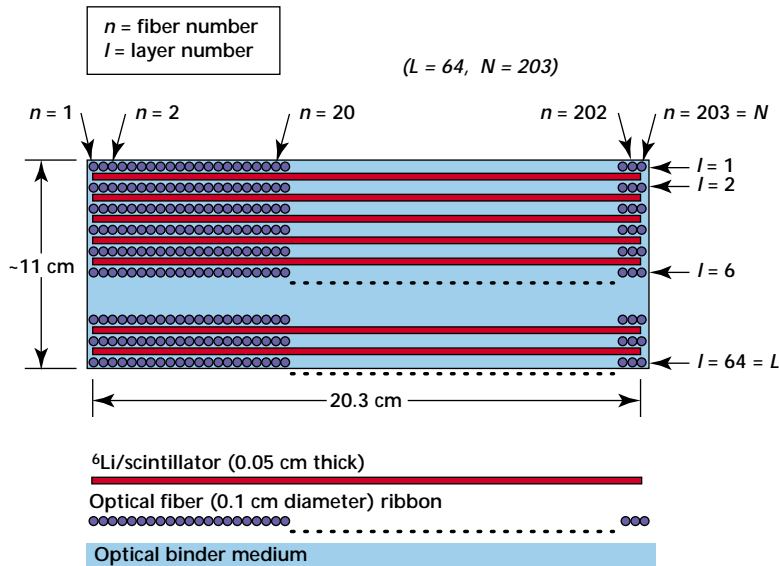 n = fiber number
l = layer number
(L = 64, N = 203)
n = 1
n = 2
n = 20
n = 202
n = 203 = N
l = 1
l = 2
~11 cm
l = 6
l = 64 = L
20.3 cm
⁶Li/scintillator (0.05 cm thick)
Optical fiber (0.1 cm diameter) ribbon
Optical binder medium